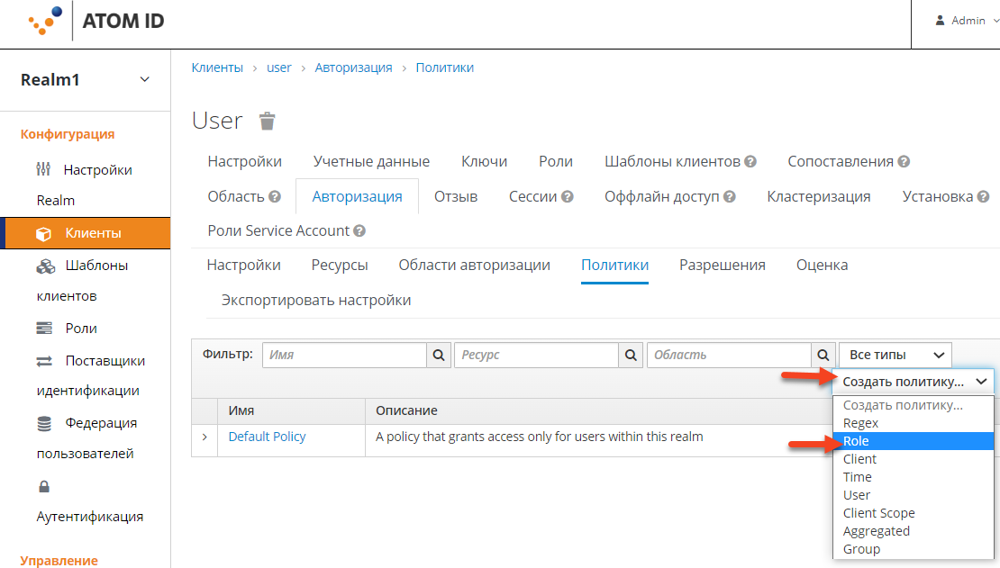 ATOM ID
Admin
Realm1
Клиенты › user › Авторизация › Политики
User
Конфигурация
Настройки
Realm
Клиенты
Шаблоны
клиентов
Роли
Поставщики
идентификации
Федерация
пользователей
Аутентификация
Управление
Настройки Учетные данные Ключи Роли Шаблоны клиентов Сопоставления
Область Авторизация Отзыв Сессии Оффлайн доступ Кластеризация Установка
Роли Service Account
Настройки Ресурсы Области авторизации Политики Разрешения Оценка
Экспортировать настройки
Фильтр: Имя Ресурс Область Все типы
Создать политику...
Имя Описание
Default Policy A policy that grants access only for users within this realm
Создать политику...
Regex
Role
Client
Time
User
Client Scope
Aggregated
Group